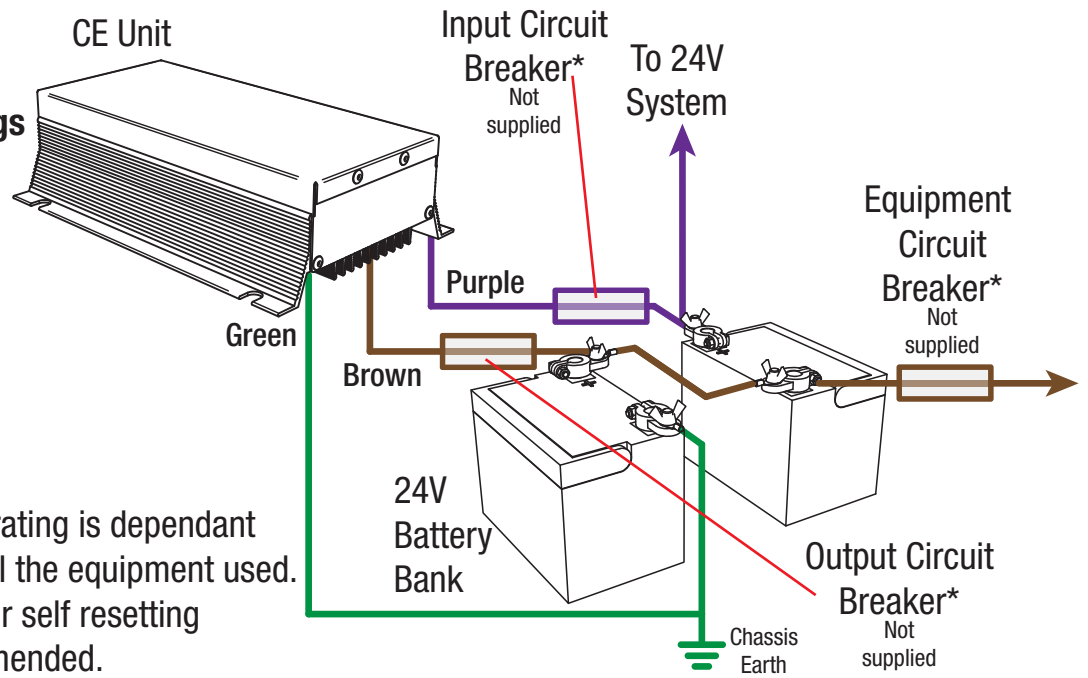 CE Unit
Input Circuit
Breaker*
Not
supplied
To 24V
System
Equipment
Circuit
Breaker*
Not
supplied
Purple
Green
Brown
24V
Battery
Bank
Output Circuit
Breaker*
Not
supplied
Chassis
Earth
rating is dependant
the equipment used.
self resetting